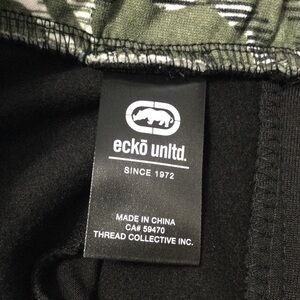 eckō unltd.
SINCE 1972
MADE IN CHINA
CA# 59470
THREAD COLLECTIVE INC.